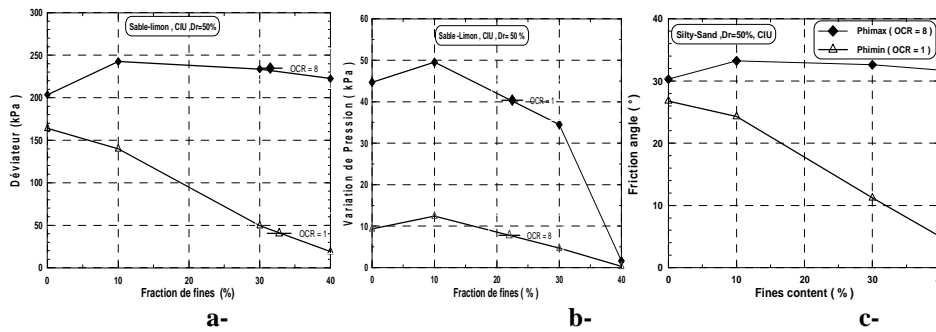 Sable-limon , CIU ,Dr=50%
Déviateur (kPa)
300
250
200
150
100
50
0
OCR = 8
OCR = 1
0 10 20 30 40
Fraction de fines (%)
a-
Sable -Limon , CIU , Dr= 50 %
Variation de Pression ( kPa )
60
50
40
30
20
10
0
OCR = 1
OCR = 8
0 10 20 30 40
Fraction de fines ( % )
b-
Silty-Sand ,Dr=50%, CIU
Phimax ( OCR = 8 )
Phimin ( OCR = 1 )
Friction angle ( ° )
40
30
20
10
0
0 10 20 30 40
Fines content ( % )
c-